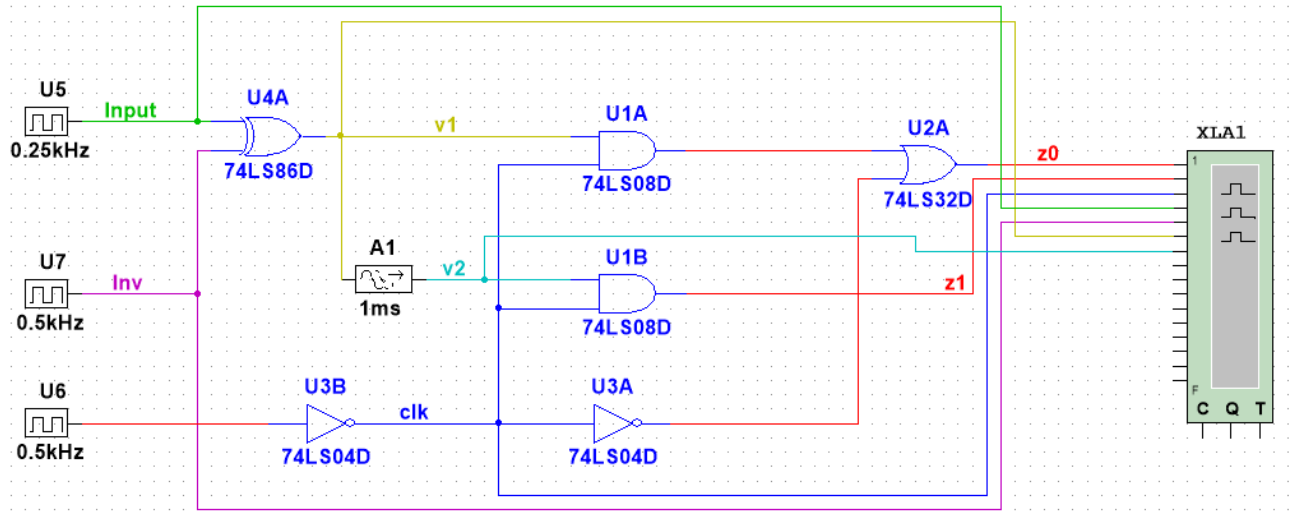 U5
Input
0.25kHz
U4A
74LS86D
v1
U1A
74LS08D
U2A
74LS32D
z0
XLA1
1
F
C Q T
U7
Inv
0.5kHz
A1
1ms
v2
U1B
74LS08D
z1
U6
0.5kHz
U3B
74LS04D
clk
U3A
74LS04D